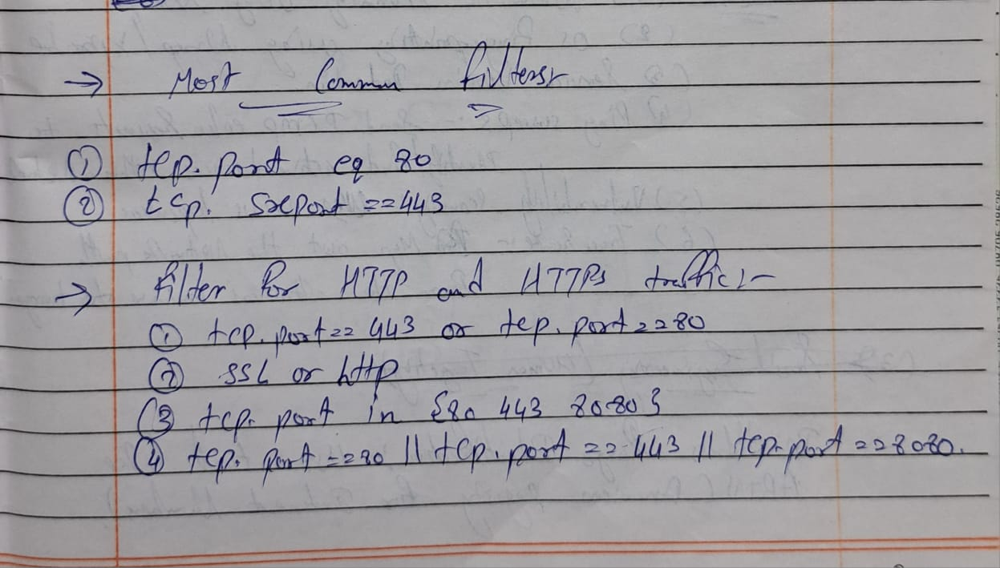 → Most Common filters:-
① tcp. port eq 80
② tcp. srcport == 443
→ filter for HTTP and HTTPs traffic:-
① tcp. port == 443 or tcp. port == 80
② SSL or http
③ tcp. port in {80 443 8080}
④ tcp. port == 80 || tcp. port == 443 || tcp. port == 8080.